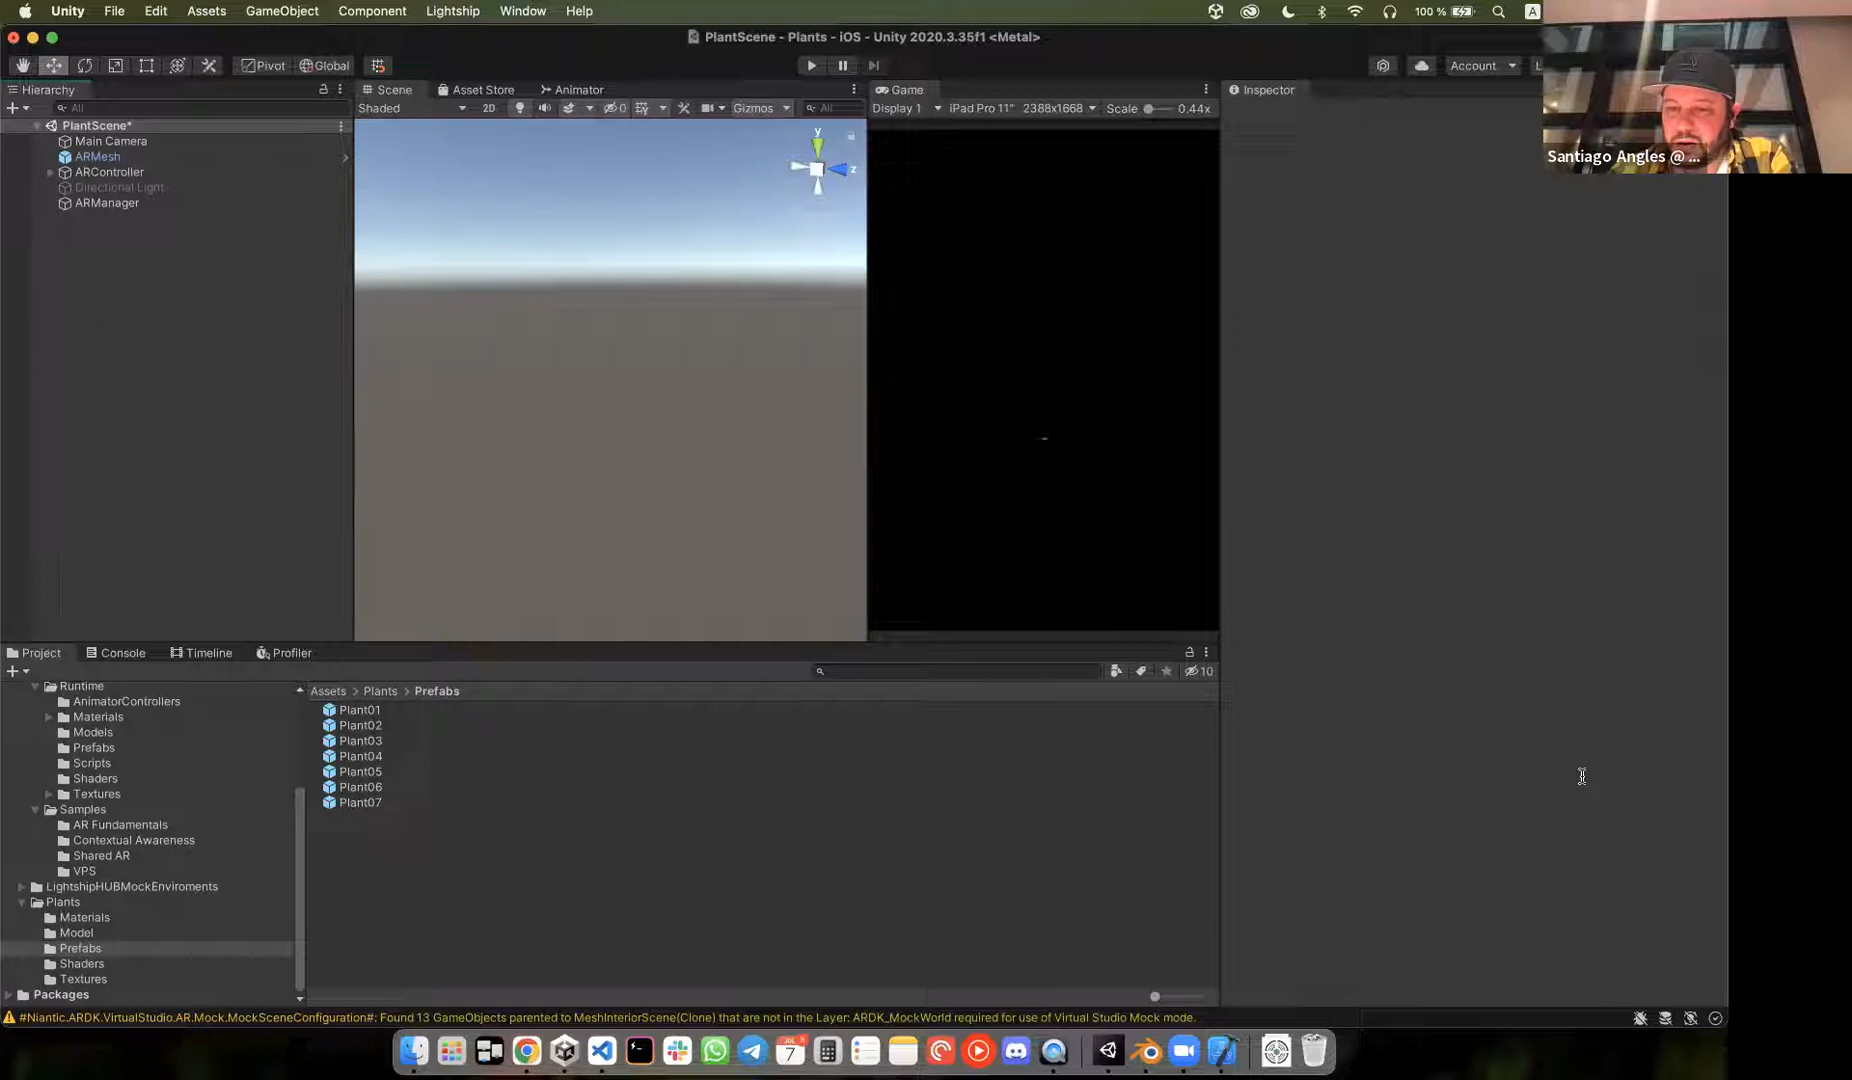 Unity File Edit Assets GameObject Component Lightship Window Help
100 % A
PlantScene - Plants - iOS - Unity 2020.3.35f1 <Metal>
Pivot Global
Account
Santiago Angles @ ...
Hierarchy
All
PlantScene*
Main Camera
ARMesh
ARController
Directional Light
ARManager
Scene Asset Store Animator
Shaded 2D 0 Gizmos All
y
z
Game
Display 1 iPad Pro 11" 2388x1668 Scale 0.44x
Inspector
Project Console Timeline Profiler
10
Runtime
AnimatorControllers
Materials
Models
Prefabs
Scripts
Shaders
Textures
Samples
AR Fundamentals
Contextual Awareness
Shared AR
VPS
LightshipHUBMockEnviroments
Plants
Materials
Model
Prefabs
Shaders
Textures
Packages
Assets > Plants > Prefabs
Plant01
Plant02
Plant03
Plant04
Plant05
Plant06
Plant07
#Niantic.ARDK.VirtualStudio.AR.Mock.MockSceneConfiguration#: Found 13 GameObjects parented to MeshInteriorScene(Clone) that are not in the Layer: ARDK_MockWorld required for use of Virtual Studio Mock mode.
7